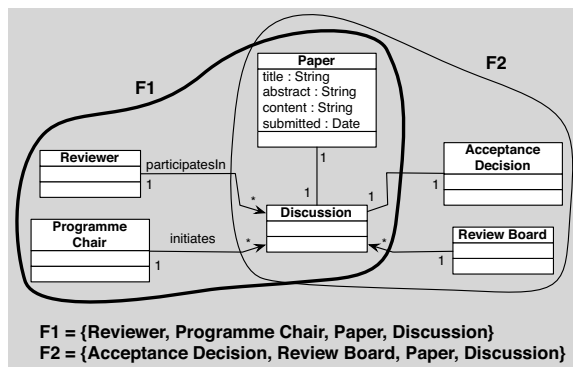 F1
F2
Paper
title : String
abstract : String
content : String
submitted : Date
Reviewer
participatesIn
1
*
1
1
Discussion
1
Acceptance
Decision
1
Programme
Chair
initiates
1
*
*
Review Board
1
F1 = {Reviewer, Programme Chair, Paper, Discussion}
F2 = {Acceptance Decision, Review Board, Paper, Discussion}